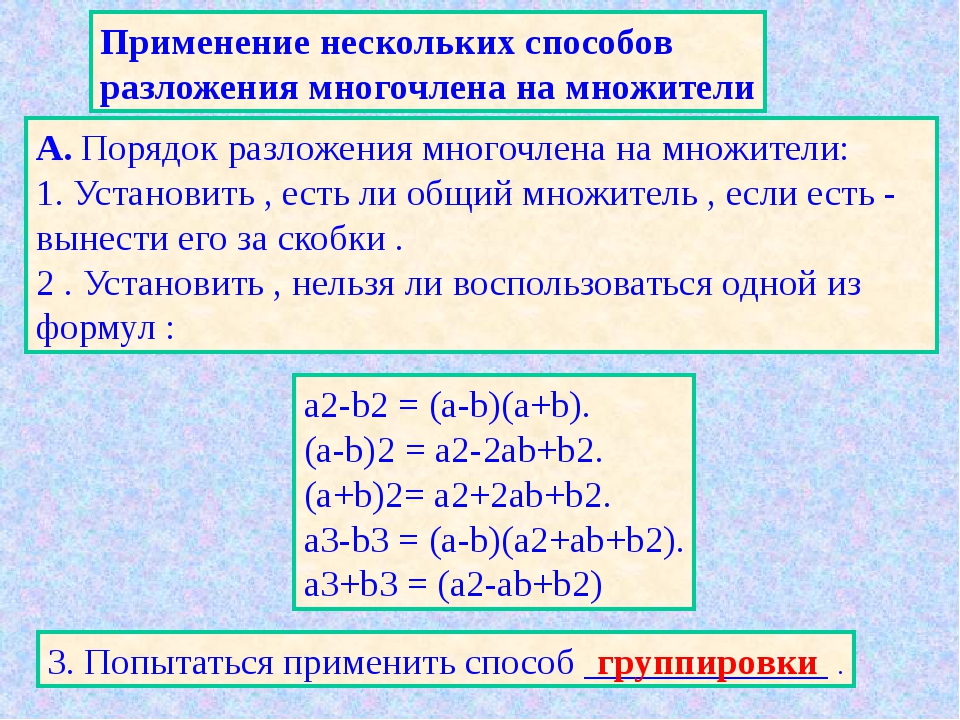 Применение нескольких способов
разложения многочлена на множители
А. Порядок разложения многочлена на множители:
1. Установить , есть ли общий множитель , если есть -
вынести его за скобки .
2 . Установить , нельзя ли воспользоваться одной из
формул :
a2-b2 = (a-b)(a+b).
(a-b)2 = a2-2ab+b2.
(a+b)2= a2+2ab+b2.
a3-b3 = (a-b)(a2+ab+b2).
a3+b3 = (a2-ab+b2)
3. Попытаться применить способ группировки .